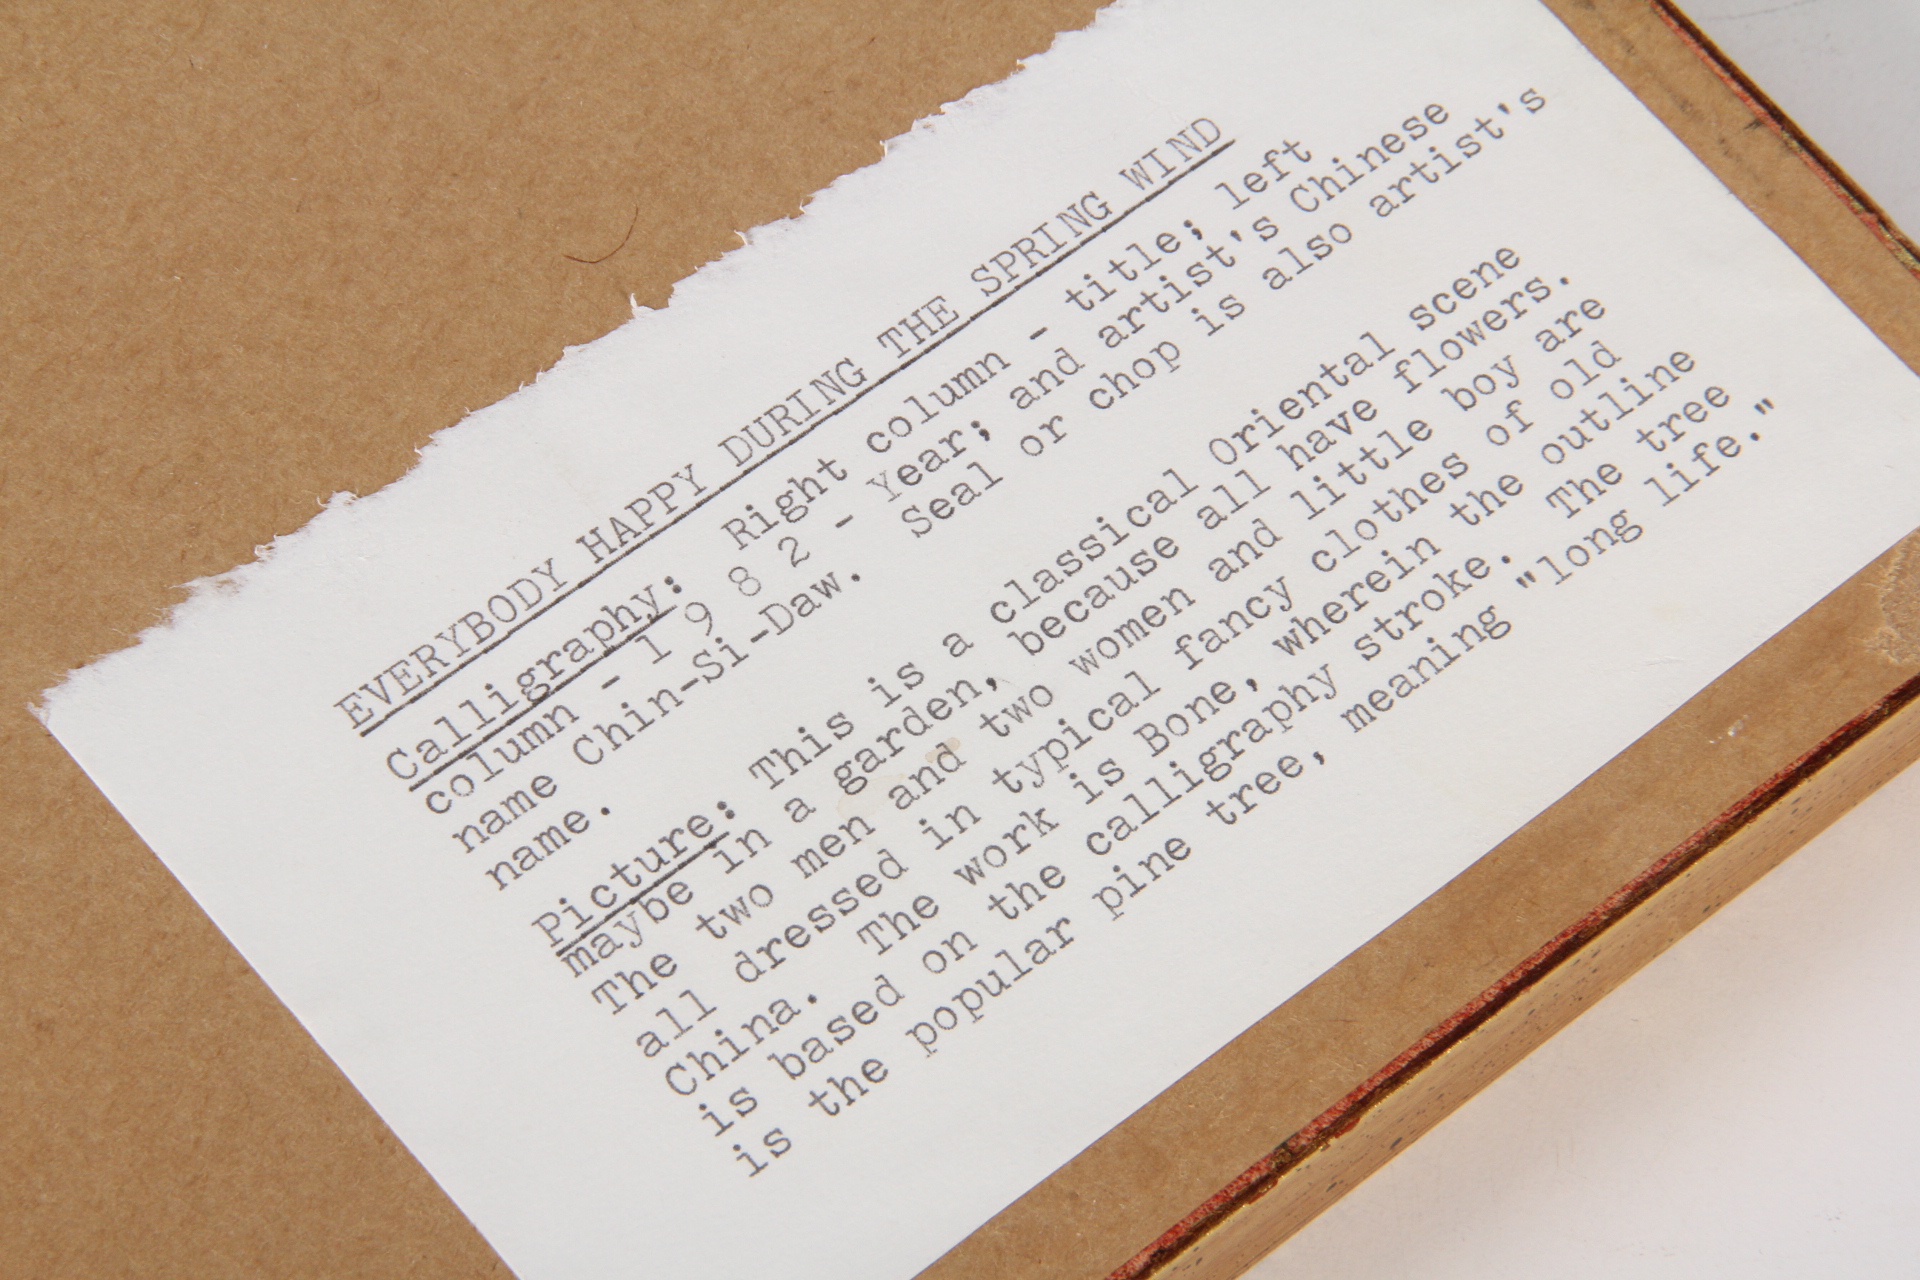 EVERYBODY HAPPY DURING THE SPRING WIND
Calligraphy: Right column - title; left
column - 1 9 8 2 - Year; and artist's Chinese
name Chin-Si-Daw. Seal or chop is also artist's
name.
Picture: This is a classical Oriental scene
maybe in a garden, because all have flowers.
The two men and two women and little boy are
all dressed in typical fancy clothes of old
China. The work is Bone, wherein the outline
is based on the calligraphy stroke. The tree
is the popular pine tree, meaning "long life."